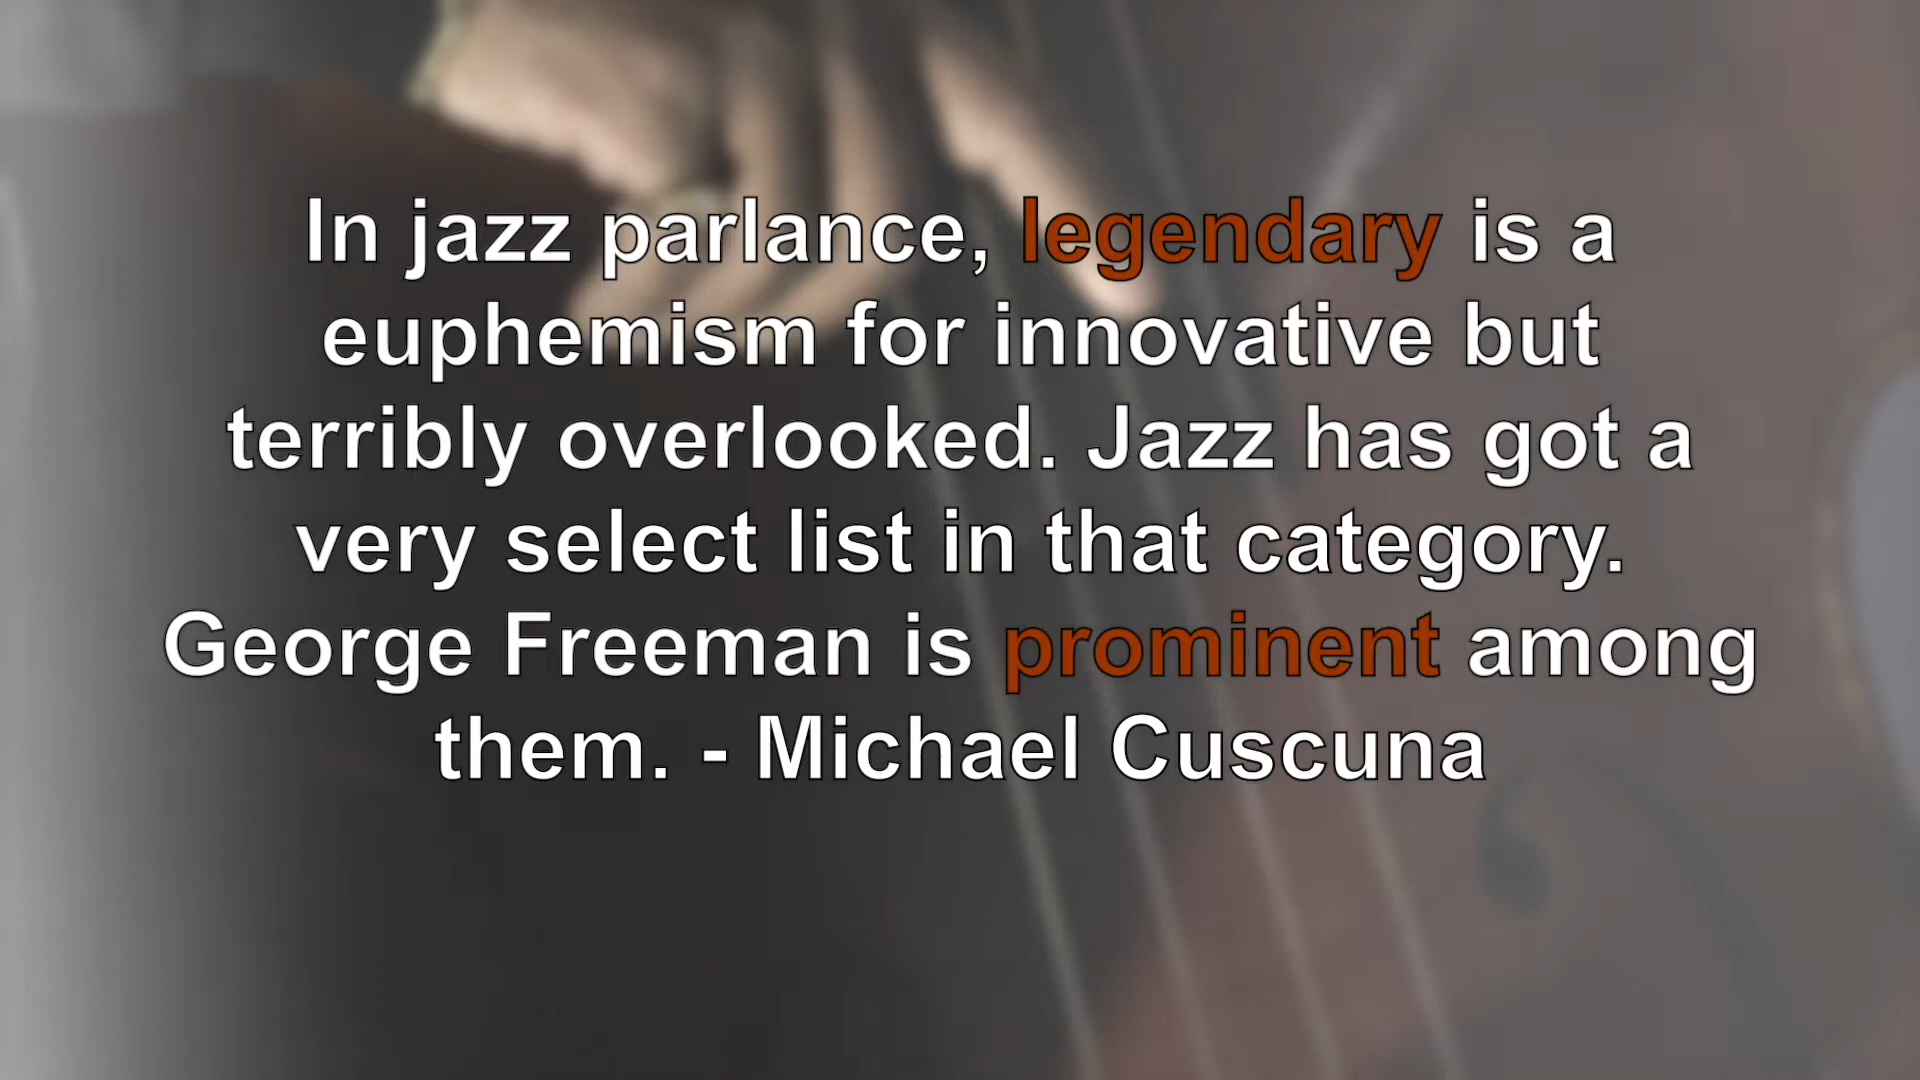 In jazz parlance, legendary is a
euphemism for innovative but
terribly overlooked. Jazz has got a
very select list in that category.
George Freeman is prominent among
them. - Michael Cuscuna